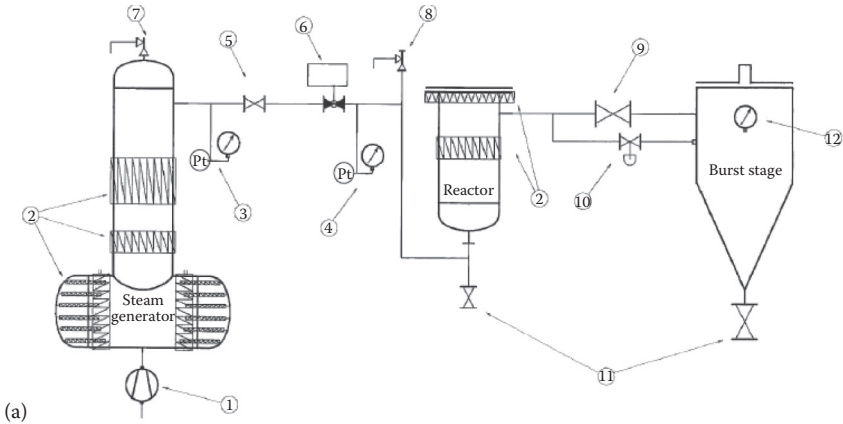 7
8
6
5
9
Pt
Pt
12
Reactor
Burst stage
2
3
4
2
10
Steam
generator
11
1
(a)